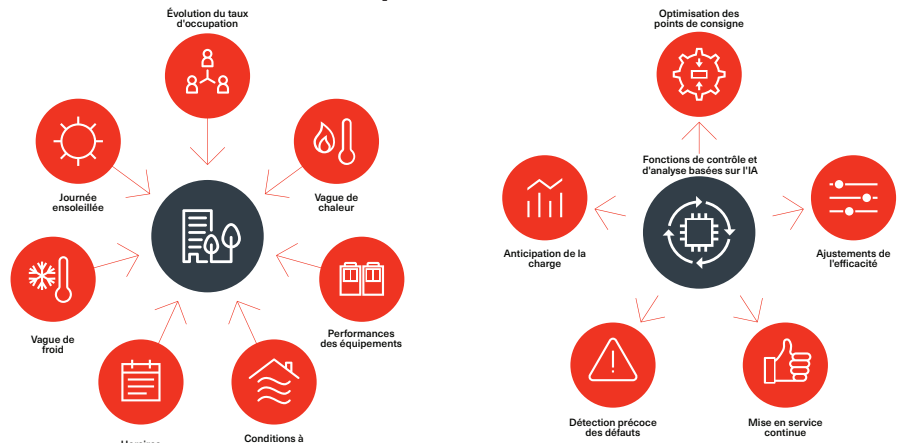 Évolution du taux
d'occupation
Journée
ensoleillée
Vague de
chaleur
Vague de
froid
Performances
des équipements
Conditions à
Optimisation des
points de consigne
Fonctions de contrôle et
d'analyse basées sur l'IA
Anticipation de la
charge
Ajustements de
l'efficacité
Détection précoce
des défauts
Mise en service
continue